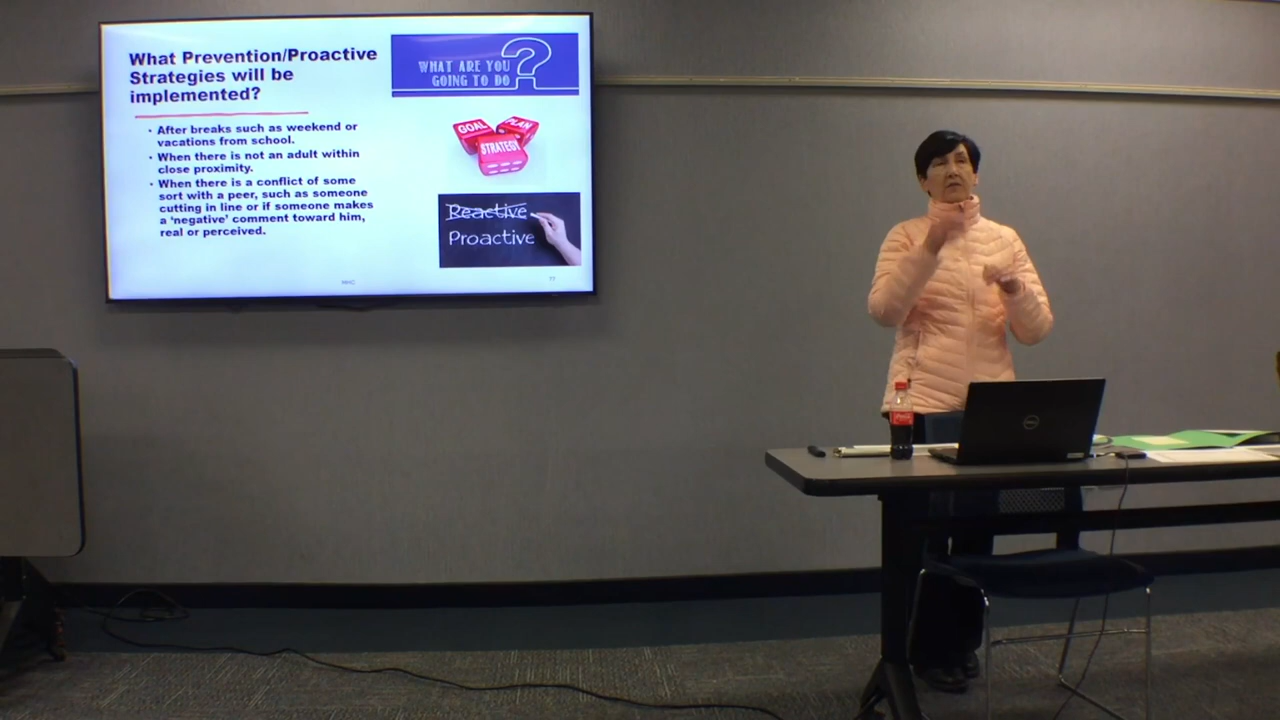 What Prevention/Proactive
Strategies will be
implemented?
• After breaks such as weekend or
vacations from school.
• When there is not an adult within
close proximity.
• When there is a conflict of some
sort with a peer, such as someone
cutting in line or if someone makes
a ‘negative’ comment toward him,
real or perceived.
WHAT ARE YOU
GOING TO DO ?
GOAL
PLAN
STRATEGY
Reactive
Proactive
DELL